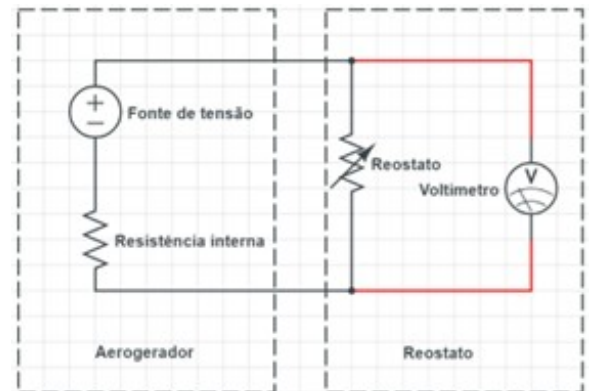 Fonte de tensão
Reostato
V
Voltimetro
Resistência interna
Aerogerador
Reostato